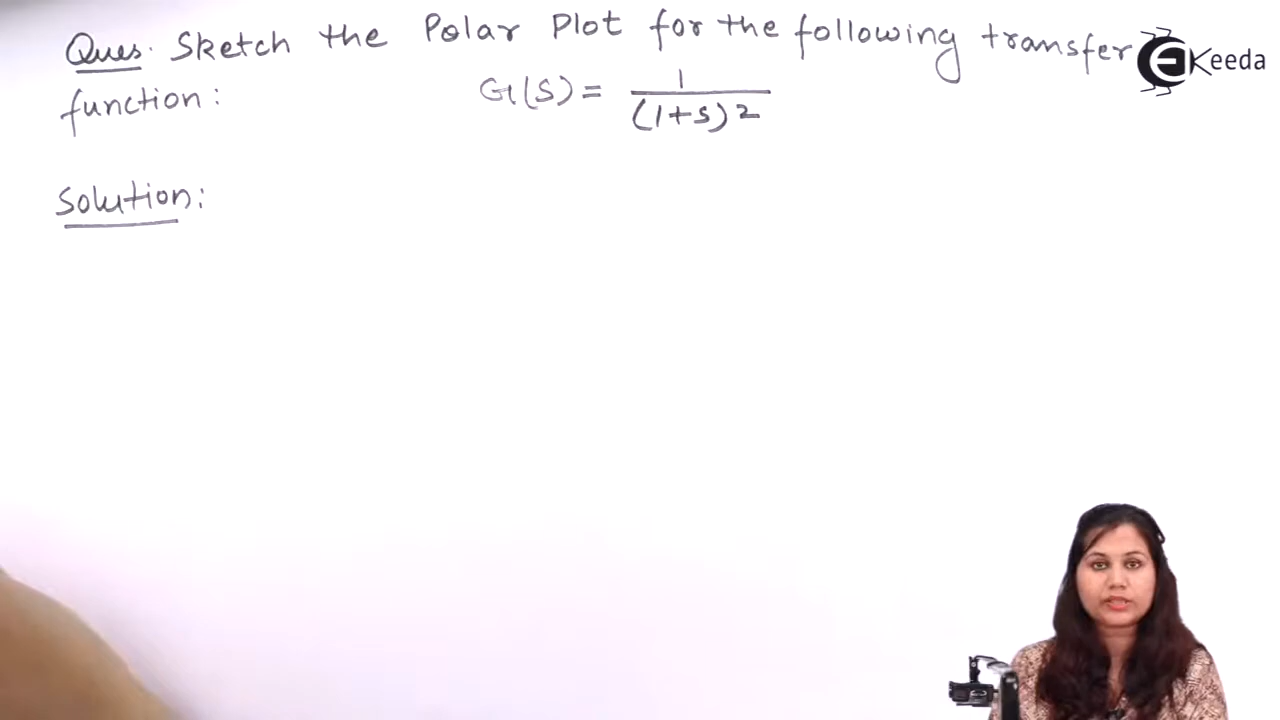 Ques. Sketch the Polar Plot for the following transfer
EKeeda
function: G(s) = 1/(1+s)2
Solution: